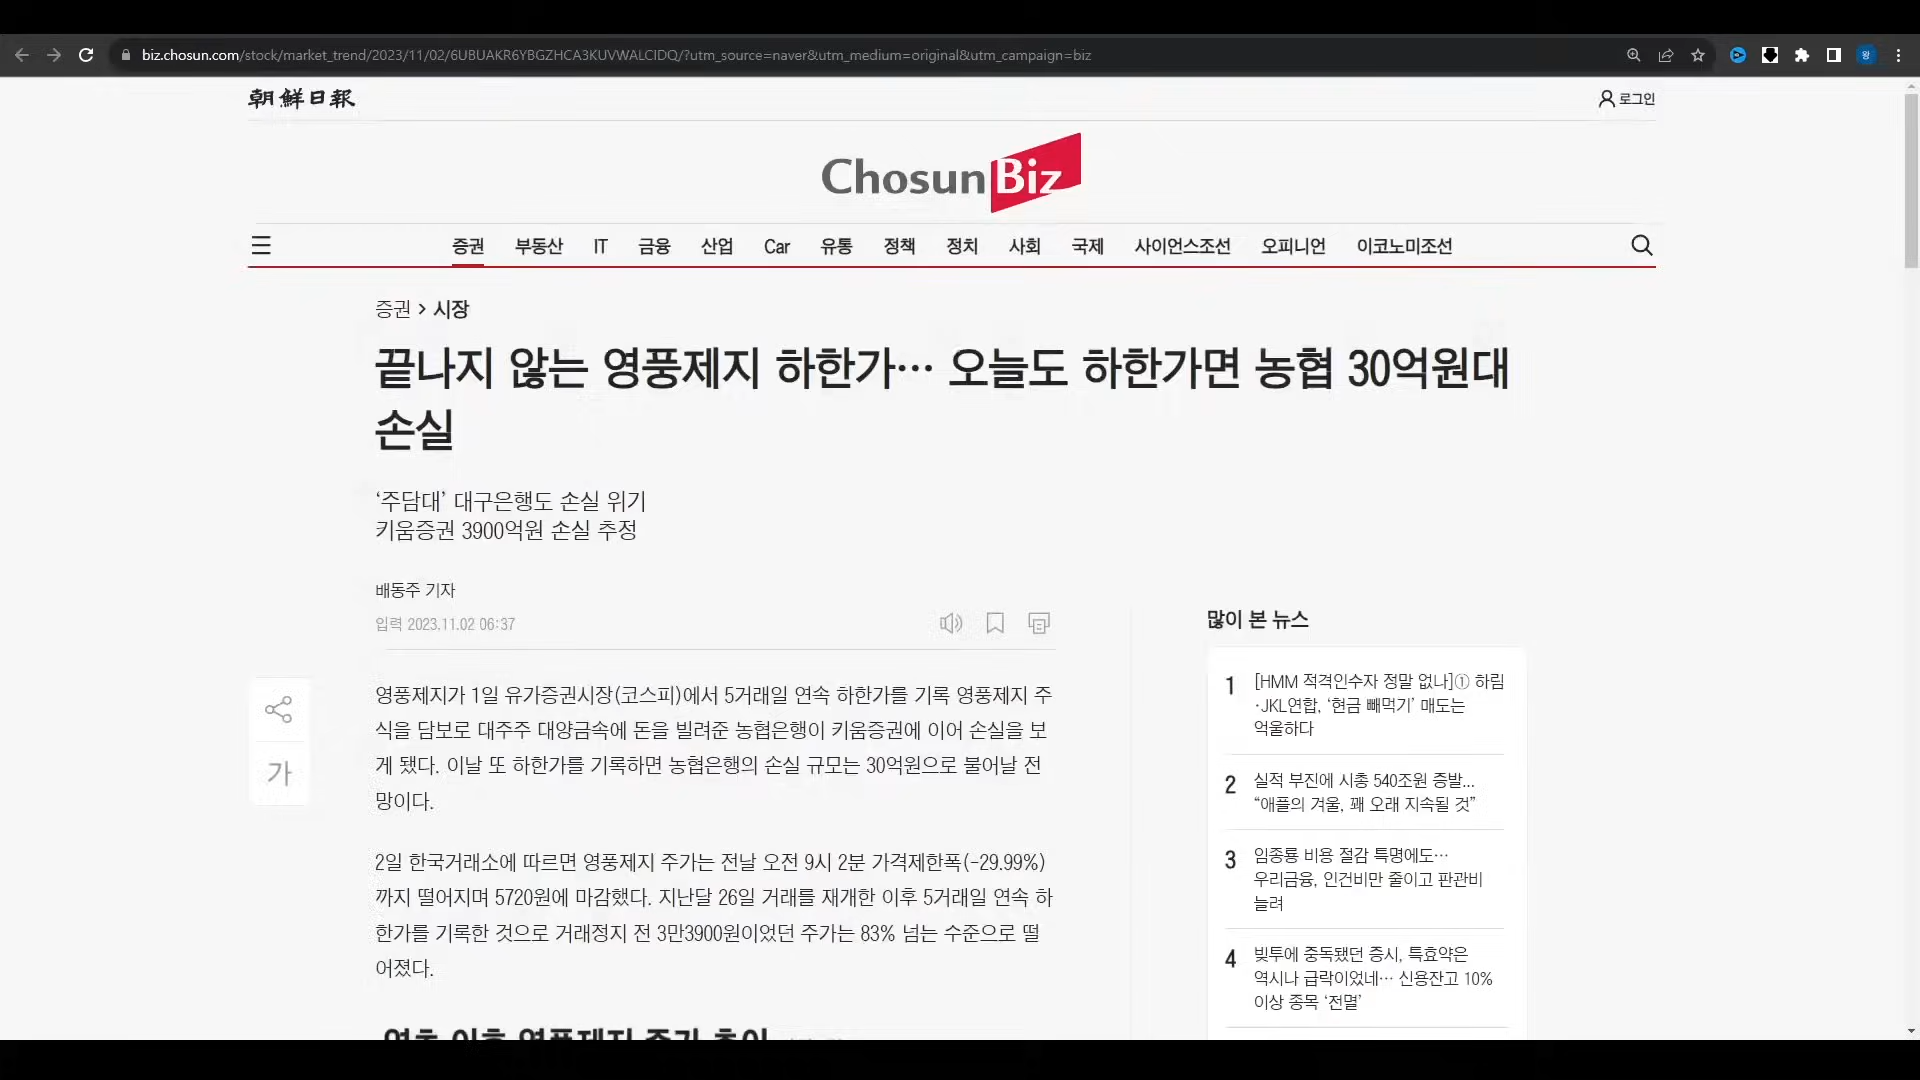 biz.chosun.com/stock/market_trend/2023/11/02/6UBUAKR6YBGZHCA3KUVWALCIDQ/?utm_source=naver&utm_medium=original&utm_campaign=biz
朝鮮日報
로그인
ChosunBiz
증권 부동산 IT 금융 산업 Car 유통 정책 정치 사회 국제 사이언스조선 오피니언 이코노미조선
증권 > 시장
끝나지 않는 영풍제지 하한가… 오늘도 하한가면 농협 30억원대
손실
‘주담대’ 대구은행도 손실 위기
키움증권 3900억원 손실 추정
배동주 기자
입력 2023.11.02 06:37
가
영풍제지가 1일 유가증권시장(코스피)에서 5거래일 연속 하한가를 기록 영풍제지 주
식을 담보로 대주주 대양금속에 돈을 빌려준 농협은행이 키움증권에 이어 손실을 보
게 됐다. 이날 또 하한가를 기록하면 농협은행의 손실 규모는 30억원으로 불어날 전
망이다.
2일 한국거래소에 따르면 영풍제지 주가는 전날 오전 9시 2분 가격제한폭(-29.99%)
까지 떨어지며 5720원에 마감했다. 지난달 26일 거래를 재개한 이후 5거래일 연속 하
한가를 기록한 것으로 거래정지 전 3만3900원이었던 주가는 83% 넘는 수준으로 떨
어졌다.
연초 이후 영풍제지 주가 추이
많이 본 뉴스
1 [HMM 적격인수자 정말 없나]① 하림
·JKL연합, ‘현금 빼먹기’ 매도는
억울하다
2 실적 부진에 시총 540조원 증발...
“애플의 겨울, 꽤 오래 지속될 것”
3 임종룡 비용 절감 특명에도…
우리금융, 인건비만 줄이고 판관비
늘려
4 빚투에 중독됐던 증시, 특효약은
역시나 급락이었네… 신용잔고 10%
이상 종목 ‘전멸’